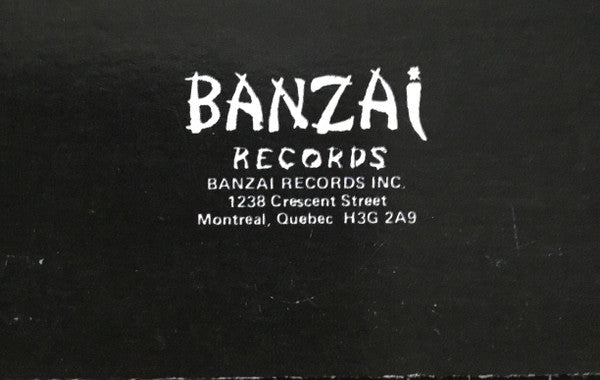 BANZAi
RECORDS
BANZAI RECORDS INC.
1238 Crescent Street
Montreal, Quebec H3G 2A9